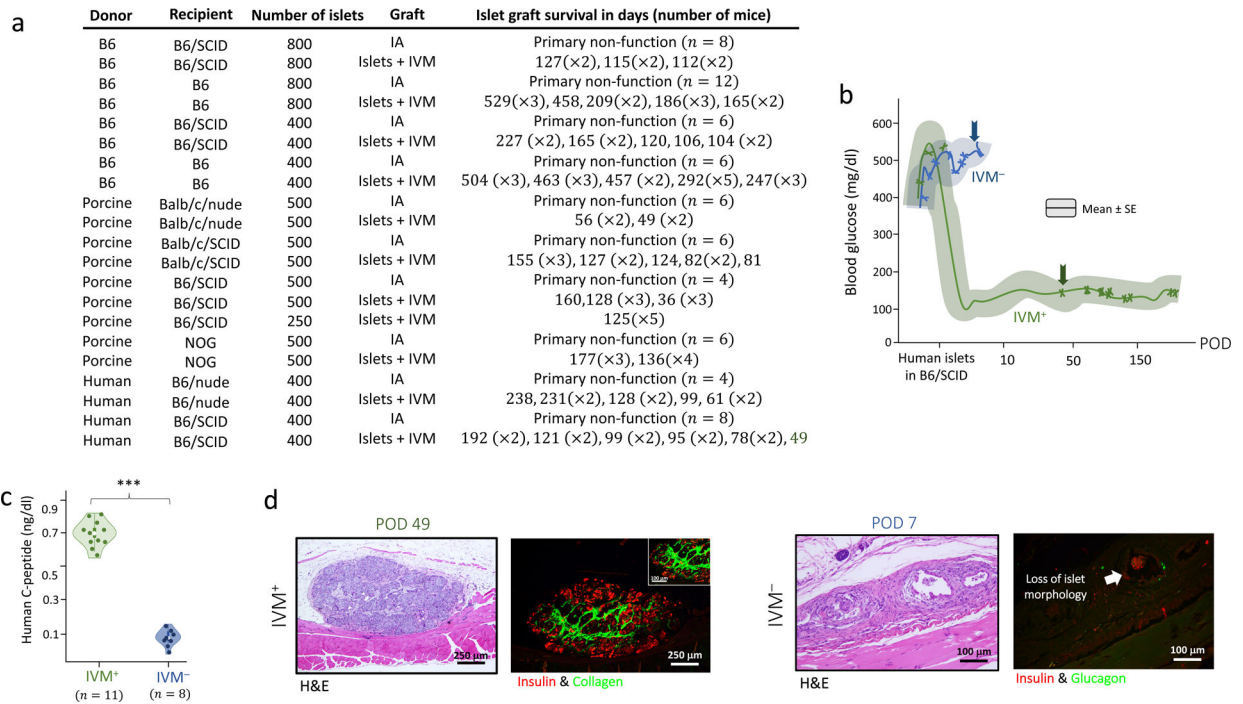 a
Donor Recipient Number of islets Graft Islet graft survival in days (number of mice)
B6 B6/SCID 800 IA Primary non-function (n = 8)
B6 B6/SCID 800 Islets + IVM 127(×2), 115(×2), 112(×2)
B6 B6 800 IA Primary non-function (n = 12)
B6 B6 800 Islets + IVM 529(×3), 458, 209(×2), 186(×3), 165(×2)
B6 B6/SCID 400 IA Primary non-function (n = 6)
B6 B6/SCID 400 Islets + IVM 227 (×2), 165 (×2), 120, 106, 104 (×2)
B6 B6 400 IA Primary non-function (n = 6)
B6 B6 400 Islets + IVM 504 (×3), 463 (×3), 457 (×2), 292(×5), 247(×3)
Porcine Balb/c/nude 500 IA Primary non-function (n = 6)
Porcine Balb/c/nude 500 Islets + IVM 56 (×2), 49 (×2)
Porcine Balb/c/SCID 500 IA Primary non-function (n = 6)
Porcine Balb/c/SCID 500 Islets + IVM 155 (×3), 127 (×2), 124, 82(×2), 81
Porcine B6/SCID 500 IA Primary non-function (n = 4)
Porcine B6/SCID 500 Islets + IVM 160,128 (×3), 36 (×3)
Porcine B6/SCID 250 Islets + IVM 125(×5)
Porcine NOG 500 IA Primary non-function (n = 6)
Porcine NOG 500 Islets + IVM 177(×3), 136(×4)
Human B6/nude 400 IA Primary non-function (n = 4)
Human B6/nude 400 Islets + IVM 238, 231(×2), 128 (×2), 99, 61 (×2)
Human B6/SCID 400 IA Primary non-function (n = 8)
Human B6/SCID 400 Islets + IVM 192 (×2), 121 (×2), 99 (×2), 95 (×2), 78(×2), 49
b
Blood glucose (mg/dl)
600
500
400
300
200
100
0
IVM⁻
Mean ± SE
IVM⁺
Human islets
in B6/SCID
10 50 150 POD
c
Human C-peptide (ng/dl)
***
0.9
0.7
0.5
0.1
IVM⁺ IVM⁻
(n = 11) (n = 8)
d
POD 49
IVM⁺
250 μm
H&E
100 μm
250 μm
Insulin & Collagen
POD 7
IVM⁻
100 μm
H&E
Loss of islet
morphology
100 μm
Insulin & Glucagon